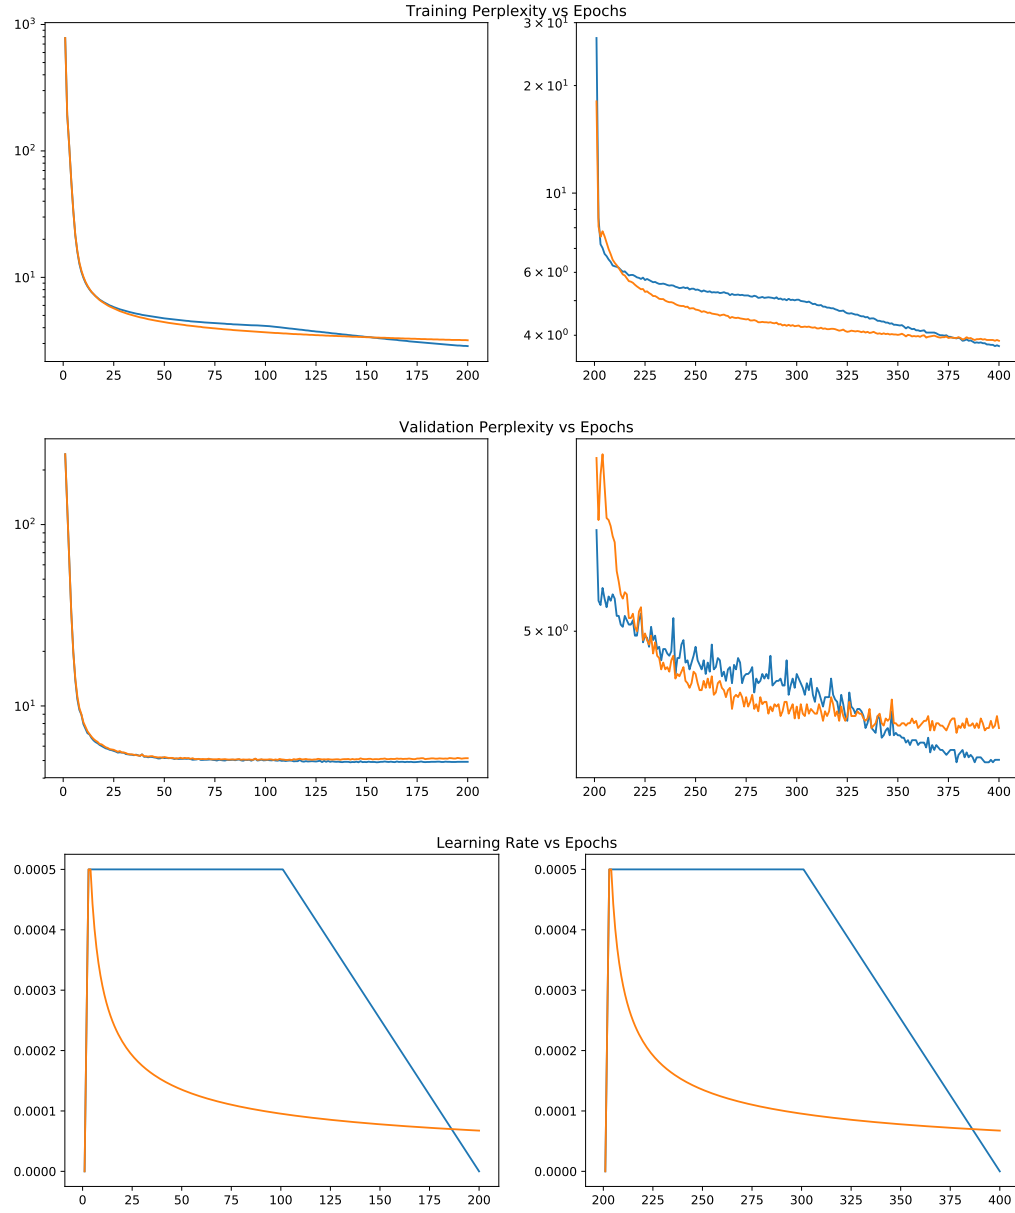 Training Perplexity vs Epochs
10³
10²
10¹
0 25 50 75 100 125 150 175 200
3 × 10¹
2 × 10¹
10¹
6 × 10⁰
4 × 10⁰
200 225 250 275 300 325 350 375 400
Validation Perplexity vs Epochs
10²
10¹
0 25 50 75 100 125 150 175 200
5 × 10⁰
200 225 250 275 300 325 350 375 400
Learning Rate vs Epochs
0.0005
0.0004
0.0003
0.0002
0.0001
0.0000
0 25 50 75 100 125 150 175 200
0.0005
0.0004
0.0003
0.0002
0.0001
0.0000
200 225 250 275 300 325 350 375 400